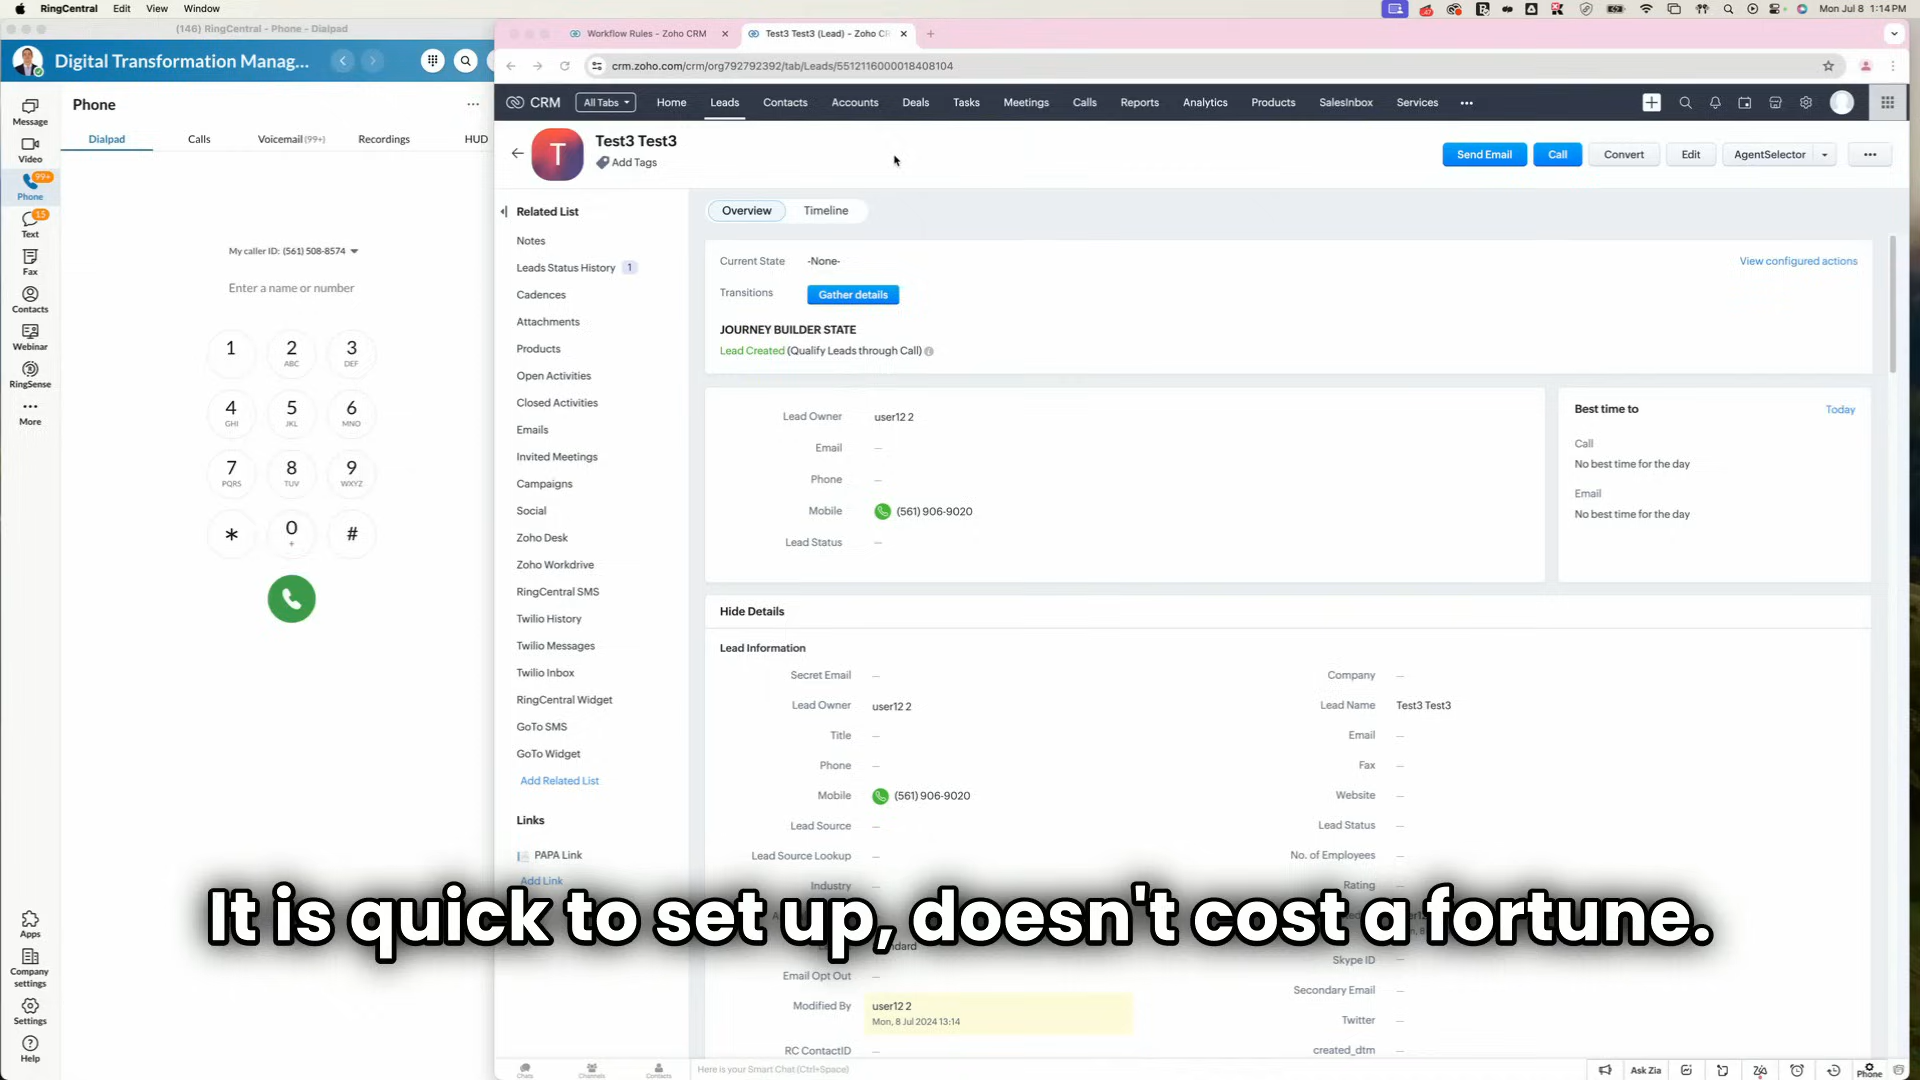 RingCentral Edit View Window
Mon Jul 8 1:14PM
(146) RingCentral - Phone - Dialpad
Digital Transformation Manag...
Message
Video
99+
Phone
15
Text
Fax
Contacts
Webinar
RingSense
More
Apps
Company
settings
Settings
Help
Phone
Dialpad Calls Voicemail (99+) Recordings HUD
My caller ID: (561) 508-8574
Enter a name or number
1 2 3
ABC DEF
4 5 6
GHI JKL MNO
7 8 9
PQRS TUV WXYZ
* 0 #
+
Workflow Rules - Zoho CRM
Test3 Test3 (Lead) - Zoho CR
crm.zoho.com/crm/org792792392/tab/Leads/5512116000018408104
CRM All Tabs Home Leads Contacts Accounts Deals Tasks Meetings Calls Reports Analytics Products SalesInbox Services
T
Test3 Test3
Add Tags
Send Email Call Convert Edit AgentSelector
Related List
Notes
Leads Status History 1
Cadences
Attachments
Products
Open Activities
Closed Activities
Emails
Invited Meetings
Campaigns
Social
Zoho Desk
Zoho Workdrive
RingCentral SMS
Twilio History
Twilio Messages
Twilio Inbox
RingCentral Widget
GoTo SMS
GoTo Widget
Add Related List
Links
PAPA Link
Add Link
Overview Timeline
Current State -None-
View configured actions
Transitions Gather details
JOURNEY BUILDER STATE
Lead Created (Qualify Leads through Call)
Lead Owner user12 2
Email —
Phone —
Mobile (561) 906-9020
Lead Status —
Best time to Today
Call
No best time for the day
Email
No best time for the day
Hide Details
Lead Information
Secret Email — Company —
Lead Owner user12 2 Lead Name Test3 Test3
Title — Email —
Phone — Fax —
Mobile (561) 906-9020 Website —
Lead Source — Lead Status —
Lead Source Lookup — No. of Employees —
Industry — Rating —
It is quick to set up, doesn't cost a fortune.
Skype ID —
Email Opt Out — Secondary Email —
Modified By user12 2
Mon, 8 Jul 2024 13:14
Twitter —
RC ContactID — created_dtm —
Chats Channels Contacts
Here is your Smart Chat (Ctrl+Space)
Ask Zia
Phone